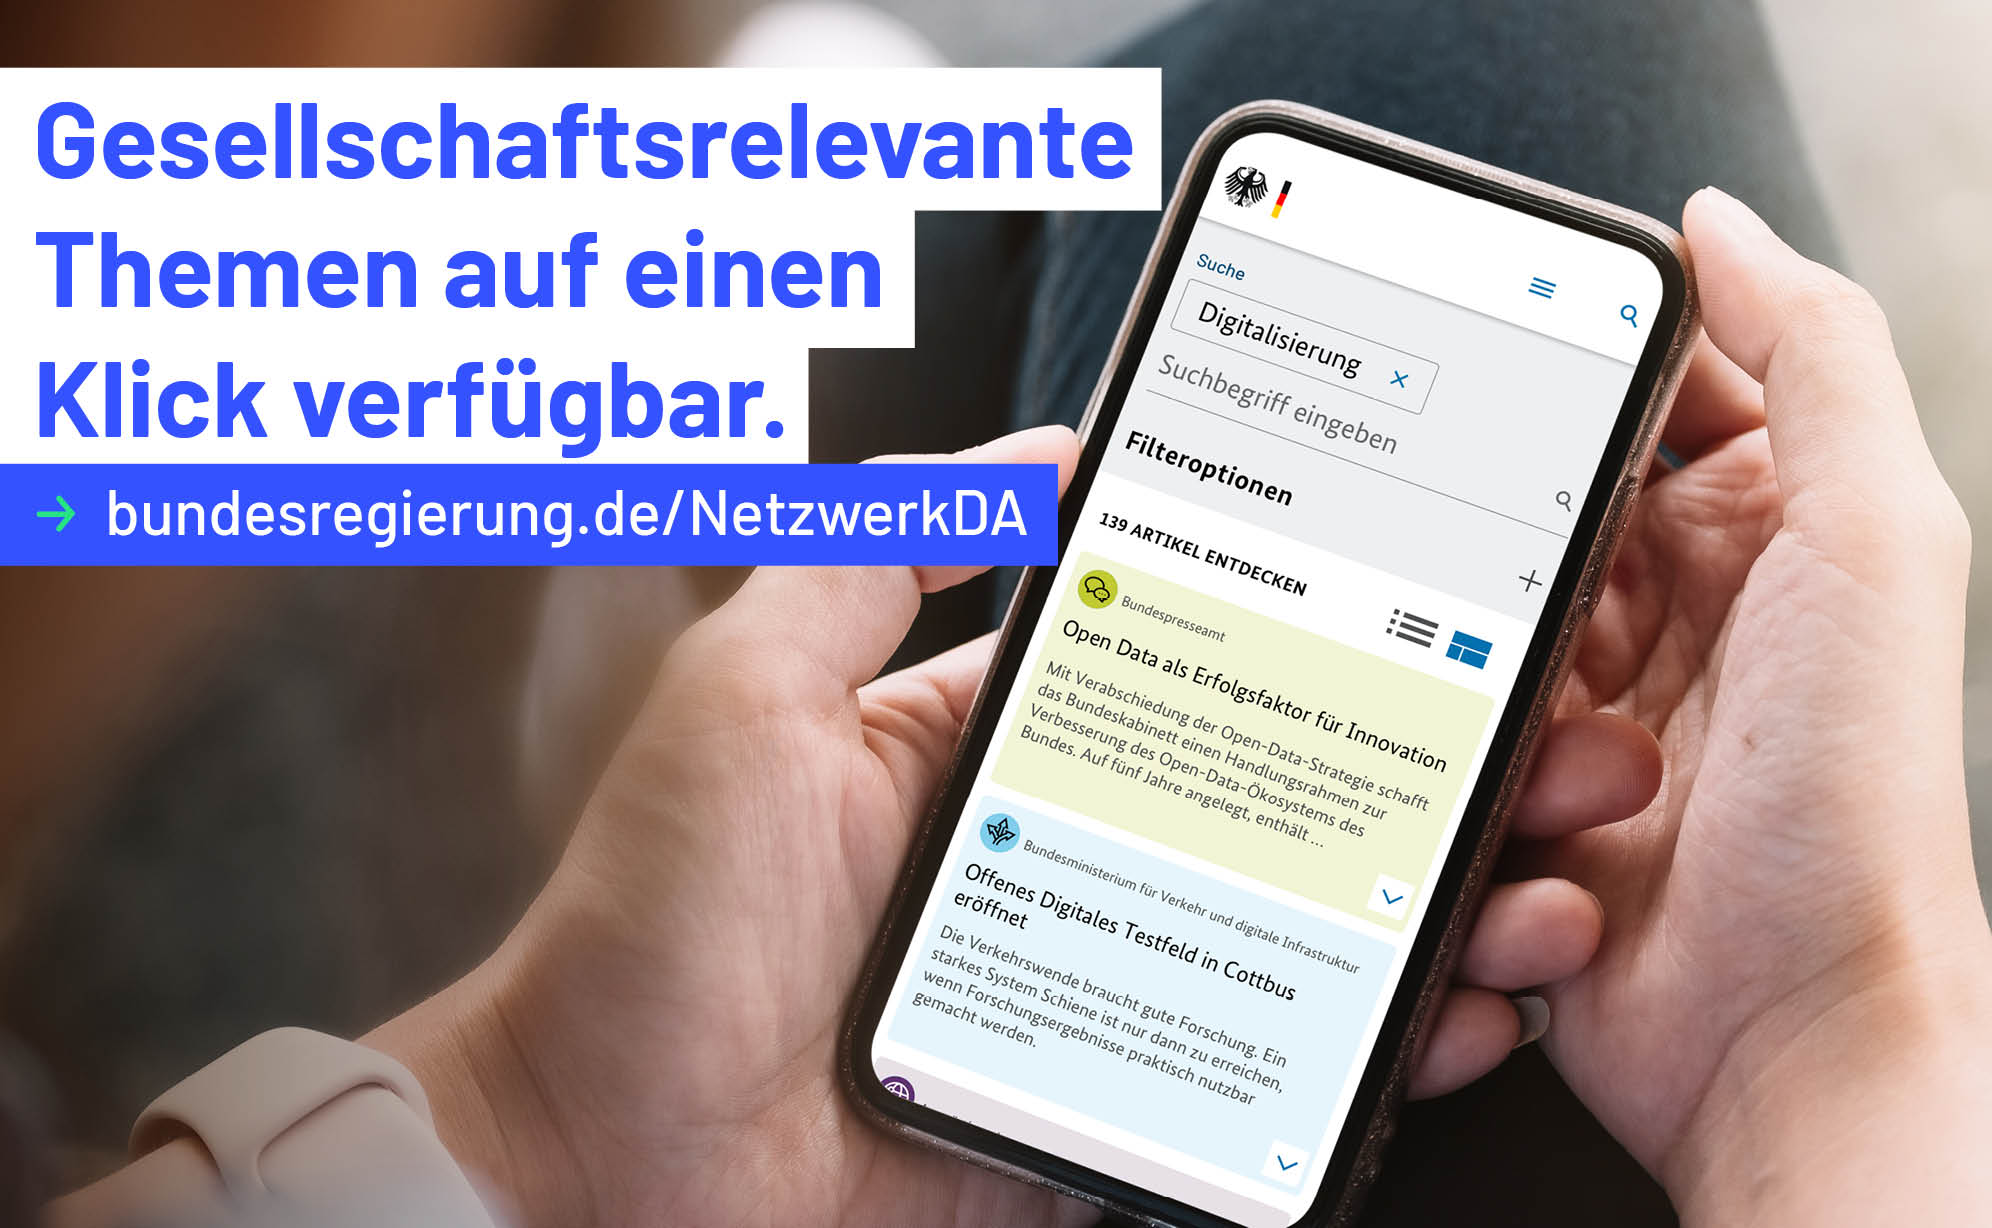 Gesellschaftsrelevante
Themen auf einen
Klick verfügbar.
→ bundesregierung.de/NetzwerkDA
Suche
Digitalisierung ×
Suchbegriff eingeben
Filteroptionen
139 ARTIKEL ENTDECKEN
Bundespresseamt
Open Data als Erfolgsfaktor für Innovation
Mit Verabschiedung der Open-Data-Strategie schafft
das Bundeskabinett einen Handlungsrahmen zur
Verbesserung des Open-Data-Ökosystems des
Bundes. Auf fünf Jahre angelegt, enthält ...
Bundesministerium für Verkehr und digitale Infrastruktur
Offenes Digitales Testfeld in Cottbus
eröffnet
Die Verkehrswende braucht gute Forschung. Ein
starkes System Schiene ist nur dann zu erreichen,
wenn Forschungsergebnisse praktisch nutzbar
gemacht werden.